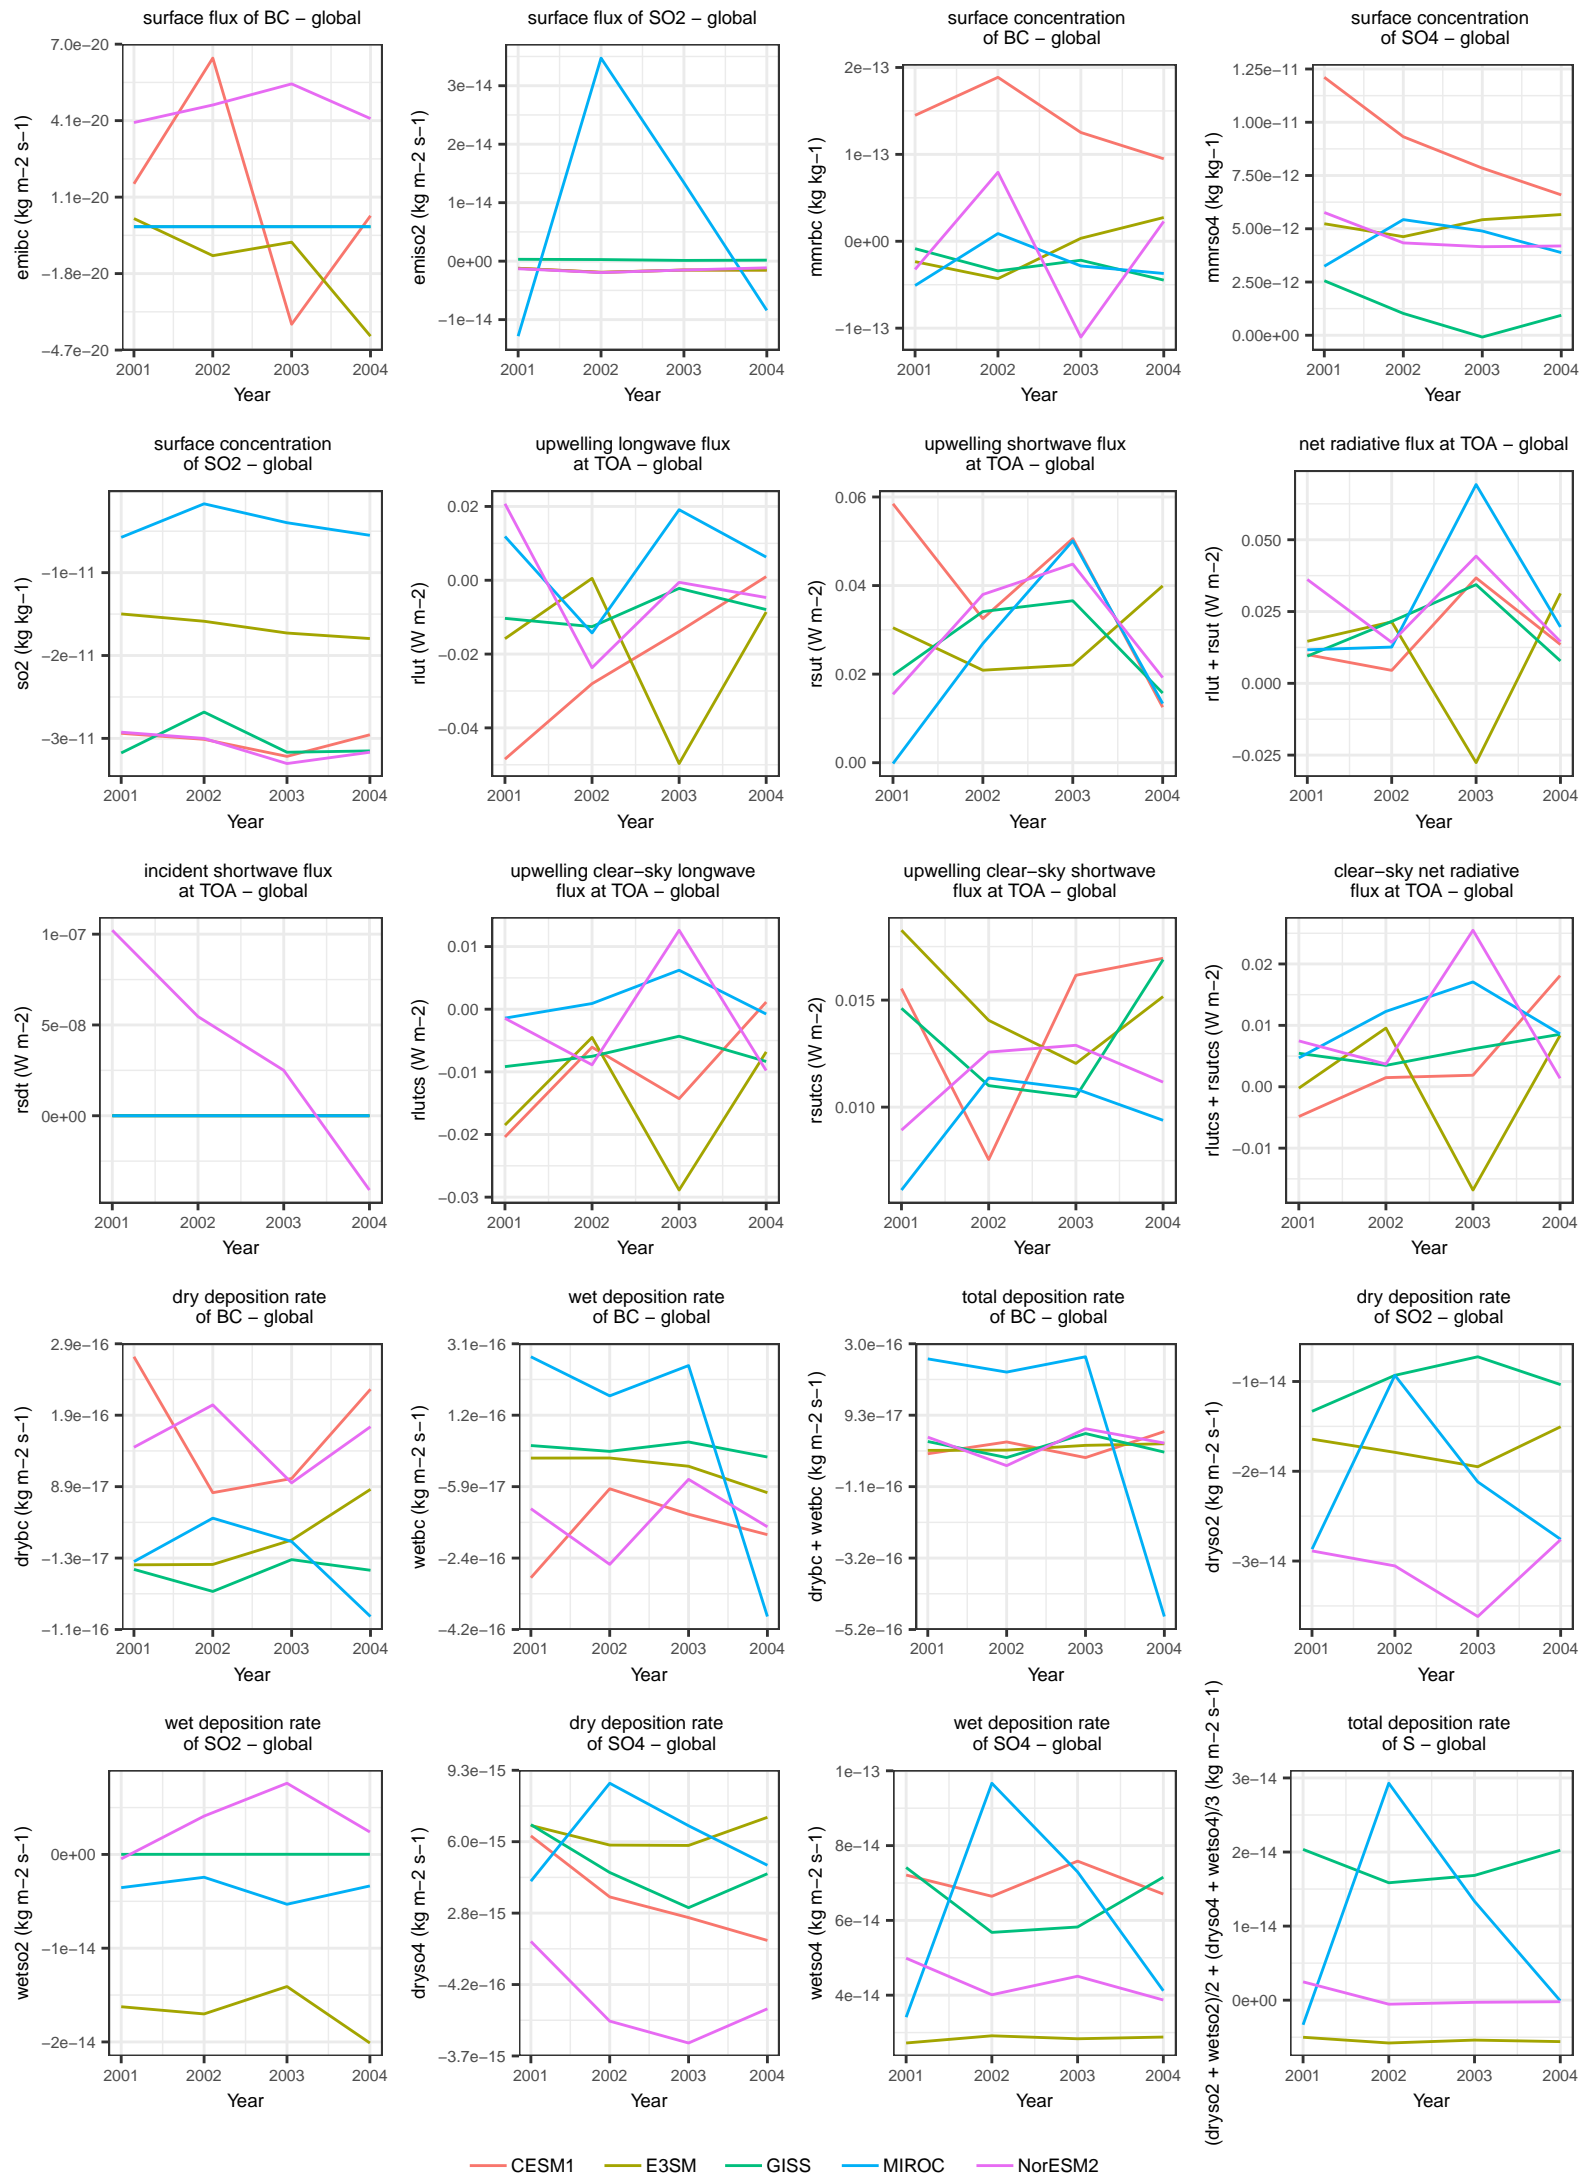 surface flux of BC − global
7.0e−20
4.1e−20
1.1e−20
−1.8e−20
−4.7e−20
emibc (kg m−2 s−1)
2001 2002 2003 2004
Year
surface flux of SO2 − global
3e−14
2e−14
1e−14
0e+00
−1e−14
emiso2 (kg m−2 s−1)
2001 2002 2003 2004
Year
surface concentration
of BC − global
2e−13
1e−13
0e+00
−1e−13
mmrbc (kg kg−1)
2001 2002 2003 2004
Year
surface concentration
of SO4 − global
1.25e−11
1.00e−11
7.50e−12
5.00e−12
2.50e−12
0.00e+00
mmrso4 (kg kg−1)
2001 2002 2003 2004
Year
surface concentration
of SO2 − global
−1e−11
−2e−11
−3e−11
so2 (kg kg−1)
2001 2002 2003 2004
Year
upwelling longwave flux
at TOA − global
0.02
0.00
−0.02
−0.04
rlut (W m−2)
2001 2002 2003 2004
Year
upwelling shortwave flux
at TOA − global
0.06
0.04
0.02
0.00
rsut (W m−2)
2001 2002 2003 2004
Year
net radiative flux at TOA − global
0.050
0.025
0.000
−0.025
rlut + rsut (W m−2)
2001 2002 2003 2004
Year
incident shortwave flux
at TOA − global
1e−07
5e−08
0e+00
rsdt (W m−2)
2001 2002 2003 2004
Year
upwelling clear−sky longwave
flux at TOA − global
0.01
0.00
−0.01
−0.02
−0.03
rlutcs (W m−2)
2001 2002 2003 2004
Year
upwelling clear−sky shortwave
flux at TOA − global
0.015
0.010
rsutcs (W m−2)
2001 2002 2003 2004
Year
clear−sky net radiative
flux at TOA − global
0.02
0.01
0.00
−0.01
rlutcs + rsutcs (W m−2)
2001 2002 2003 2004
Year
dry deposition rate
of BC − global
2.9e−16
1.9e−16
8.9e−17
−1.3e−17
−1.1e−16
drybc (kg m−2 s−1)
2001 2002 2003 2004
Year
wet deposition rate
of BC − global
3.1e−16
1.2e−16
−5.9e−17
−2.4e−16
−4.2e−16
wetbc (kg m−2 s−1)
2001 2002 2003 2004
Year
total deposition rate
of BC − global
3.0e−16
9.3e−17
−1.1e−16
−3.2e−16
−5.2e−16
drybc + wetbc (kg m−2 s−1)
2001 2002 2003 2004
Year
dry deposition rate
of SO2 − global
−1e−14
−2e−14
−3e−14
dryso2 (kg m−2 s−1)
2001 2002 2003 2004
Year
wet deposition rate
of SO2 − global
0e+00
−1e−14
−2e−14
wetso2 (kg m−2 s−1)
2001 2002 2003 2004
Year
dry deposition rate
of SO4 − global
9.3e−15
6.0e−15
2.8e−15
−4.2e−16
−3.7e−15
dryso4 (kg m−2 s−1)
2001 2002 2003 2004
Year
wet deposition rate
of SO4 − global
1e−13
8e−14
6e−14
4e−14
wetso4 (kg m−2 s−1)
2001 2002 2003 2004
Year
total deposition rate
of S − global
3e−14
2e−14
1e−14
0e+00
(dryso2 + wetso2)/2 + (dryso4 + wetso4)/3 (kg m−2 s−1)
2001 2002 2003 2004
Year
CESM1 E3SM GISS MIROC NorESM2